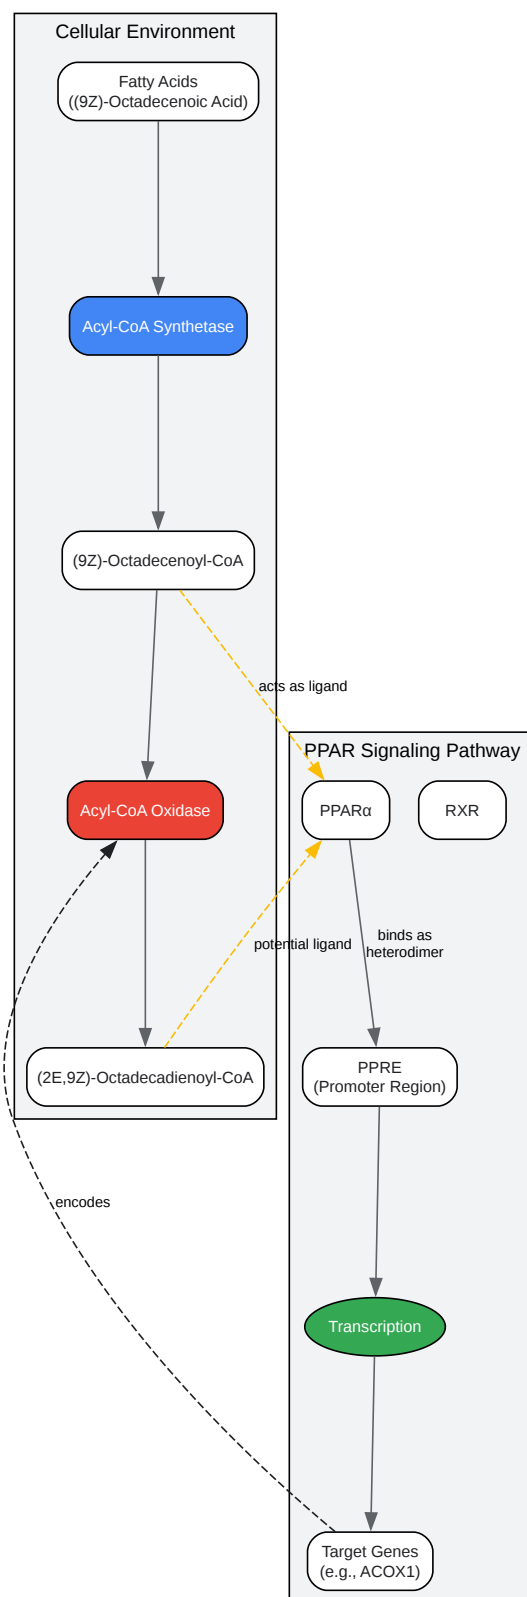 Cellular Environment
Fatty Acids
((9Z)-Octadecenoic Acid)
Acyl-CoA Synthetase
(9Z)-Octadecenoyl-CoA
acts as ligand
PPAR Signaling Pathway
Acyl-CoA Oxidase
PPARα
RXR
potential ligand
binds as
heterodimer
(2E,9Z)-Octadecadienoyl-CoA
PPRE
(Promoter Region)
encodes
Transcription
Target Genes
(e.g., ACOX1)